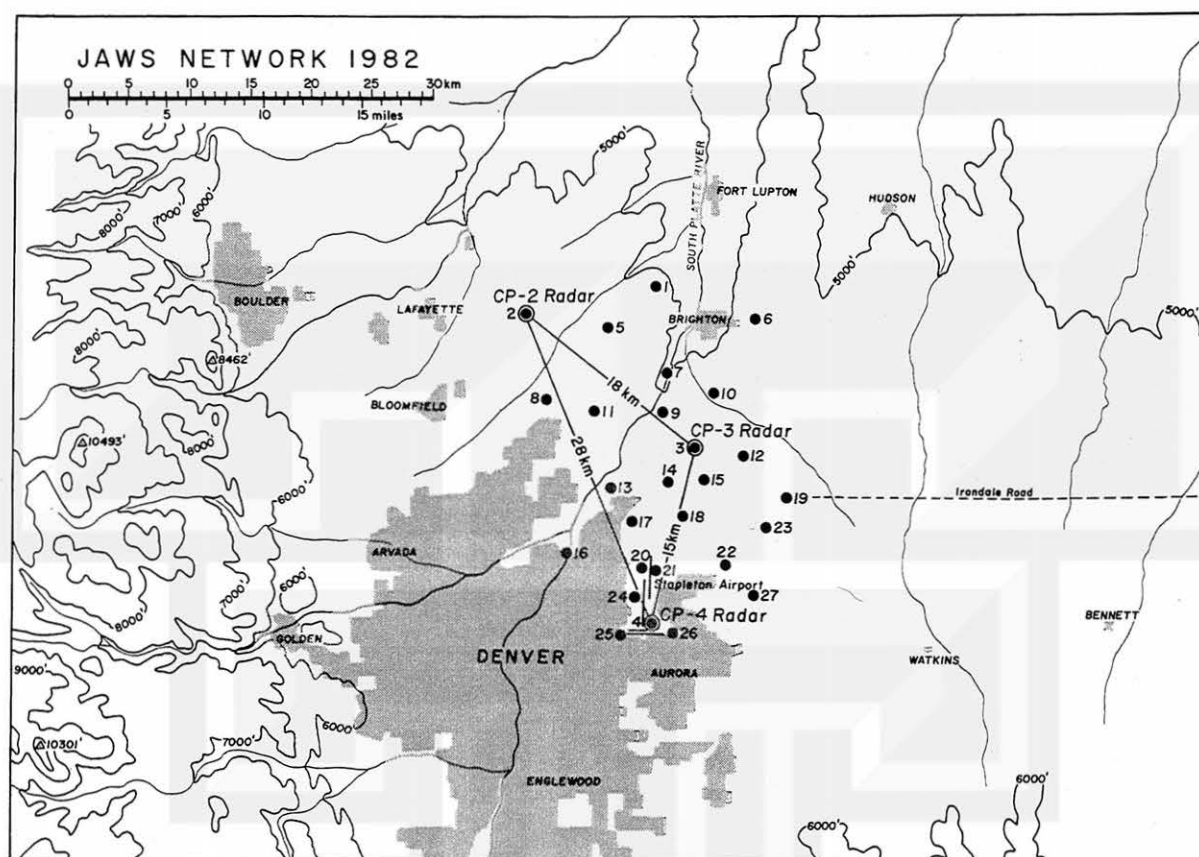 JAWS NETWORK 1982
0 5 10 15 20 25 30 km
0 5 10 15 miles
5000'
SOUTH PLATTE RIVER
FORT LUPTON
HUDSON
8000'
7000'
6000'
5000'
5000'
BOULDER
LAFAYETTE
CP-2 Radar
2
1
5
BRIGHTON
6
8000'
8462'
7
18 km
BLOOMFIELD
8
11
9
10
10493'
8000'
28 km
CP-3 Radar
3
12
6000'
13
14
15
19
Irondale Road
17
18
23
ARVADA
16
15km
20
21
22
Stapleton Airport
7000'
6000'
8000'
24
27
GOLDEN
4
CP-4 Radar
25
26
BENNETT
9000'
DENVER
AURORA
WATKINS
6000'
10301'
7000'
ENGLEWOOD
6000'
6000'